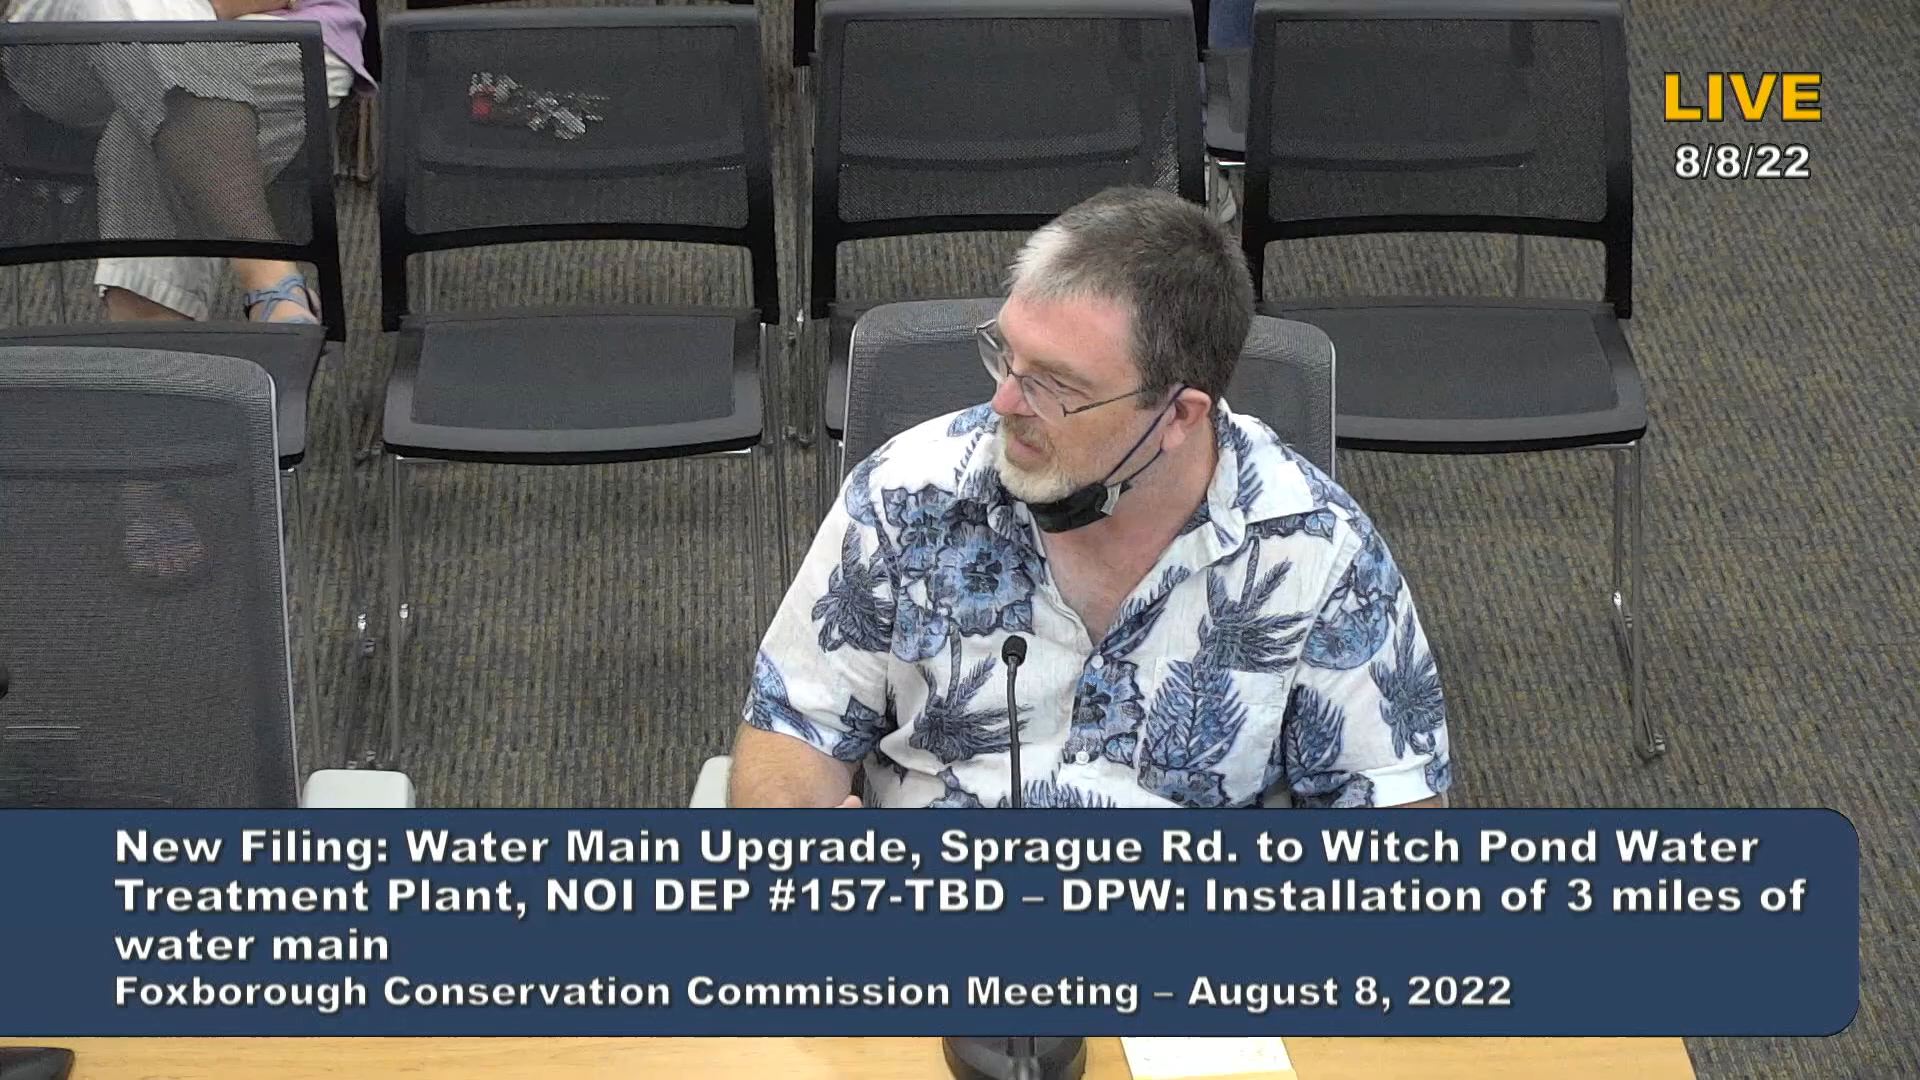 LIVE
8/8/22
New Filing: Water Main Upgrade, Sprague Rd. to Witch Pond Water
Treatment Plant, NOI DEP #157-TBD – DPW: Installation of 3 miles of
water main
Foxborough Conservation Commission Meeting – August 8, 2022